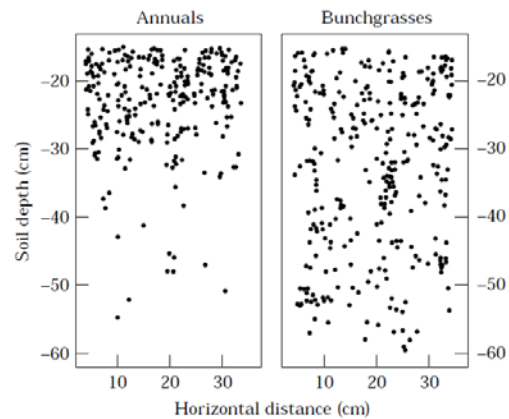 Annuals Bunchgrasses
−20 −20
−30 −30
−40 −40
−50 −50
−60 −60
Soil depth (cm)
10 20 30 10 20 30
Horizontal distance (cm)